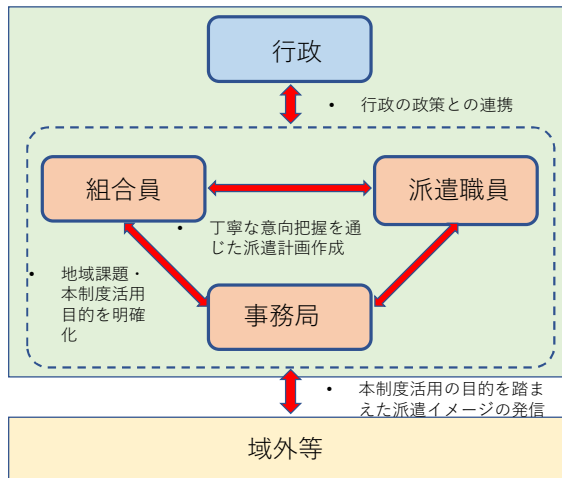 行政
• 行政の政策との連携
組合員
派遣職員
• 丁寧な意向把握を通
じた派遣計画作成
• 地域課題・
本制度活用
目的を明確
化
事務局
• 本制度活用の目的を踏ま
えた派遣イメージの発信
域外等